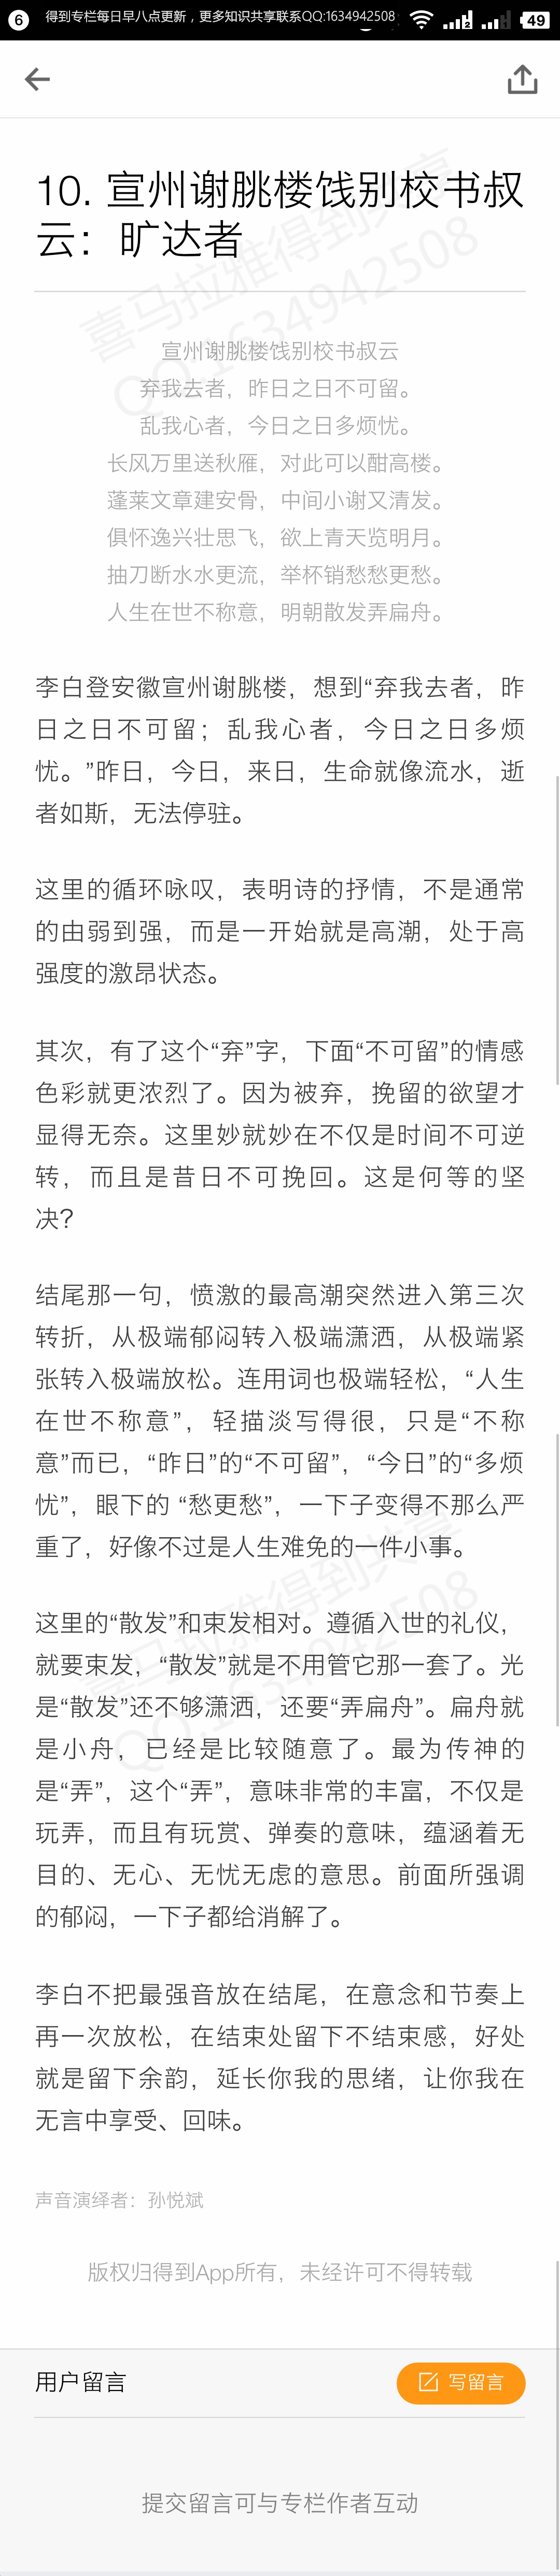 6 得到专栏每日早八点更新，更多知识共享联系QQ:1634942508 2 49
10. 宣州谢朓楼饯别校书叔
云：旷达者
喜马拉雅得到共享
QQ:1634942508
宣州谢朓楼饯别校书叔云
弃我去者，昨日之日不可留。
乱我心者，今日之日多烦忧。
长风万里送秋雁，对此可以酣高楼。
蓬莱文章建安骨，中间小谢又清发。
俱怀逸兴壮思飞，欲上青天览明月。
抽刀断水水更流，举杯销愁愁更愁。
人生在世不称意，明朝散发弄扁舟。
李白登安徽宣州谢朓楼，想到“弃我去者，昨
日之日不可留；乱我心者，今日之日多烦
忧。”昨日，今日，来日，生命就像流水，逝
者如斯，无法停驻。
这里的循环咏叹，表明诗的抒情，不是通常
的由弱到强，而是一开始就是高潮，处于高
强度的激昂状态。
其次，有了这个“弃”字，下面“不可留”的情感
色彩就更浓烈了。因为被弃，挽留的欲望才
显得无奈。这里妙就妙在不仅是时间不可逆
转，而且是昔日不可挽回。这是何等的坚
决？
结尾那一句，愤激的最高潮突然进入第三次
转折，从极端郁闷转入极端潇洒，从极端紧
张转入极端放松。连用词也极端轻松，“人生
在世不称意”，轻描淡写得很，只是“不称
意”而已，“昨日”的“不可留”，“今日”的“多烦
忧”，眼下的 “愁更愁”，一下子变得不那么严
重了，好像不过是人生难免的一件小事。
喜马拉雅得到共享
QQ:1634942508
这里的“散发”和束发相对。遵循入世的礼仪，
就要束发，“散发”就是不用管它那一套了。光
是“散发”还不够潇洒，还要“弄扁舟”。扁舟就
是小舟，已经是比较随意了。最为传神的
是“弄”，这个“弄”，意味非常的丰富，不仅是
玩弄，而且有玩赏、弹奏的意味，蕴涵着无
目的、无心、无忧无虑的意思。前面所强调
的郁闷，一下子都给消解了。
李白不把最强音放在结尾，在意念和节奏上
再一次放松，在结束处留下不结束感，好处
就是留下余韵，延长你我的思绪，让你我在
无言中享受、回味。
声音演绎者：孙悦斌
版权归得到App所有，未经许可不得转载
用户留言
写留言
提交留言可与专栏作者互动